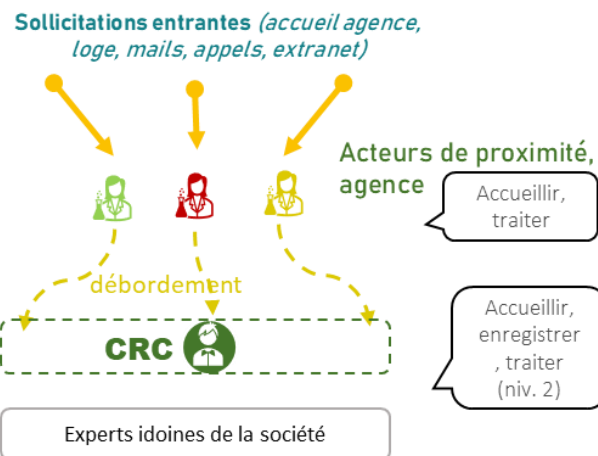 Sollicitations entrantes (accueil agence,
loge, mails, appels, extranet)
Acteurs de proximité,
agence
Accueillir,
traiter
débordement
CRC
Accueillir,
enregistrer
, traiter
(niv. 2)
Experts idoines de la société